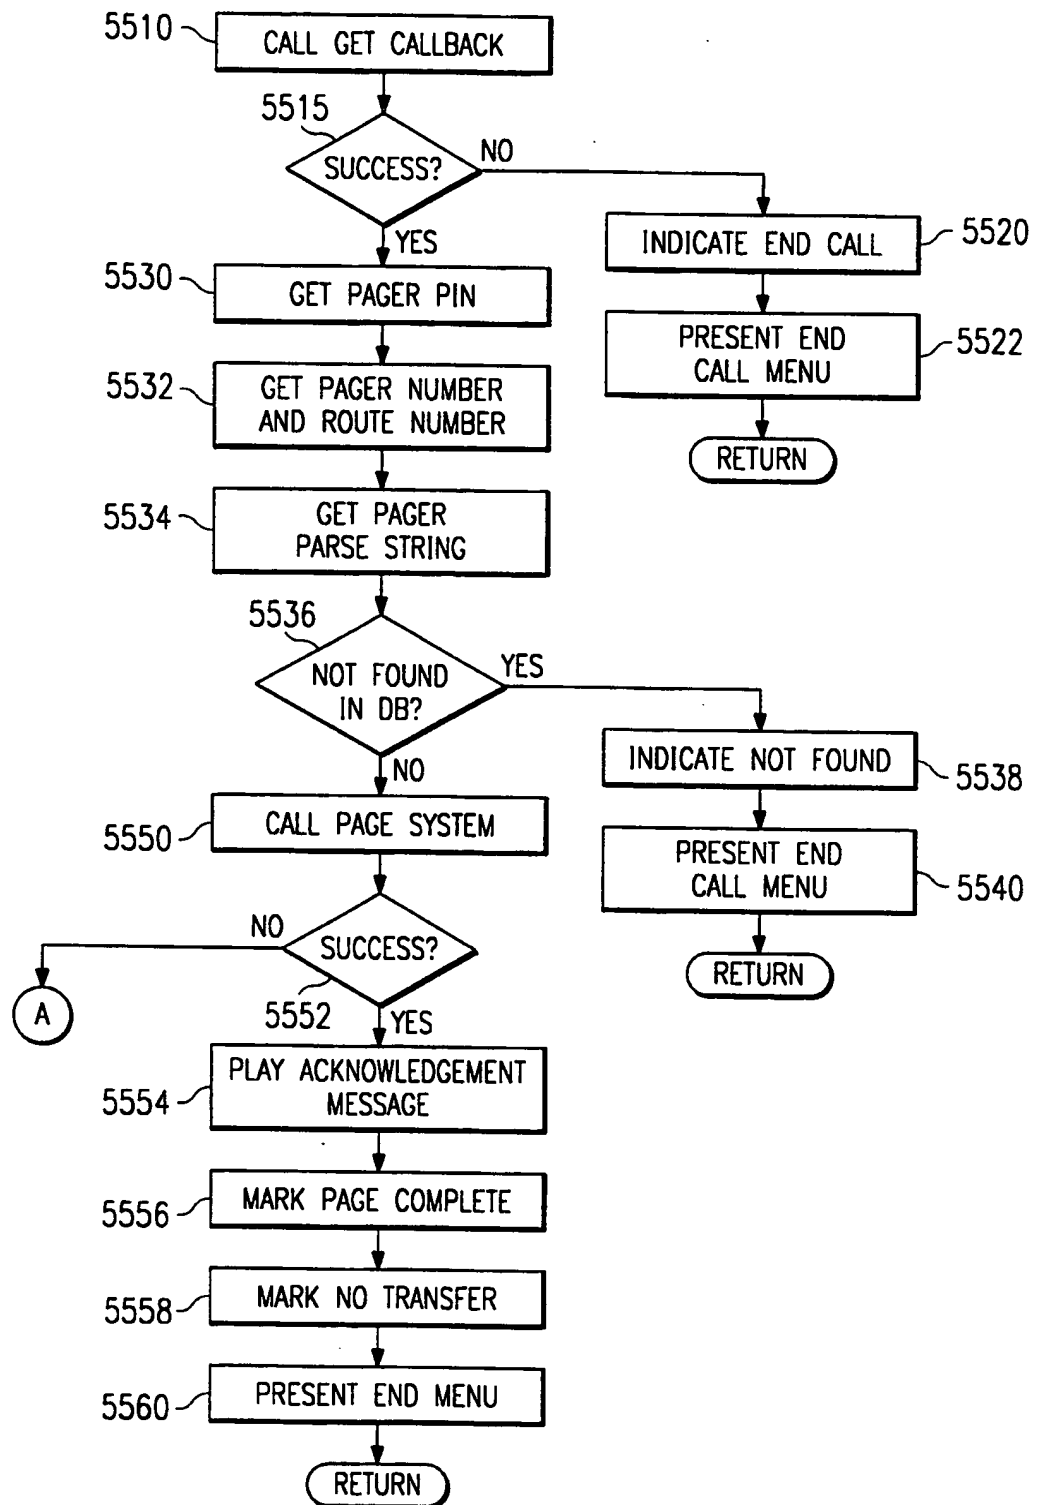 5510
CALL GET CALLBACK
5515
SUCCESS?
NO
YES
INDICATE END CALL
5520
5530
GET PAGER PIN
PRESENT END
CALL MENU
5522
5532
GET PAGER NUMBER
AND ROUTE NUMBER
RETURN
5534
GET PAGER
PARSE STRING
5536
NOT FOUND
IN DB?
YES
NO
INDICATE NOT FOUND
5538
5550
CALL PAGE SYSTEM
PRESENT END
CALL MENU
5540
NO
SUCCESS?
RETURN
A
5552
YES
5554
PLAY ACKNOWLEDGEMENT
MESSAGE
5556
MARK PAGE COMPLETE
5558
MARK NO TRANSFER
5560
PRESENT END MENU
RETURN